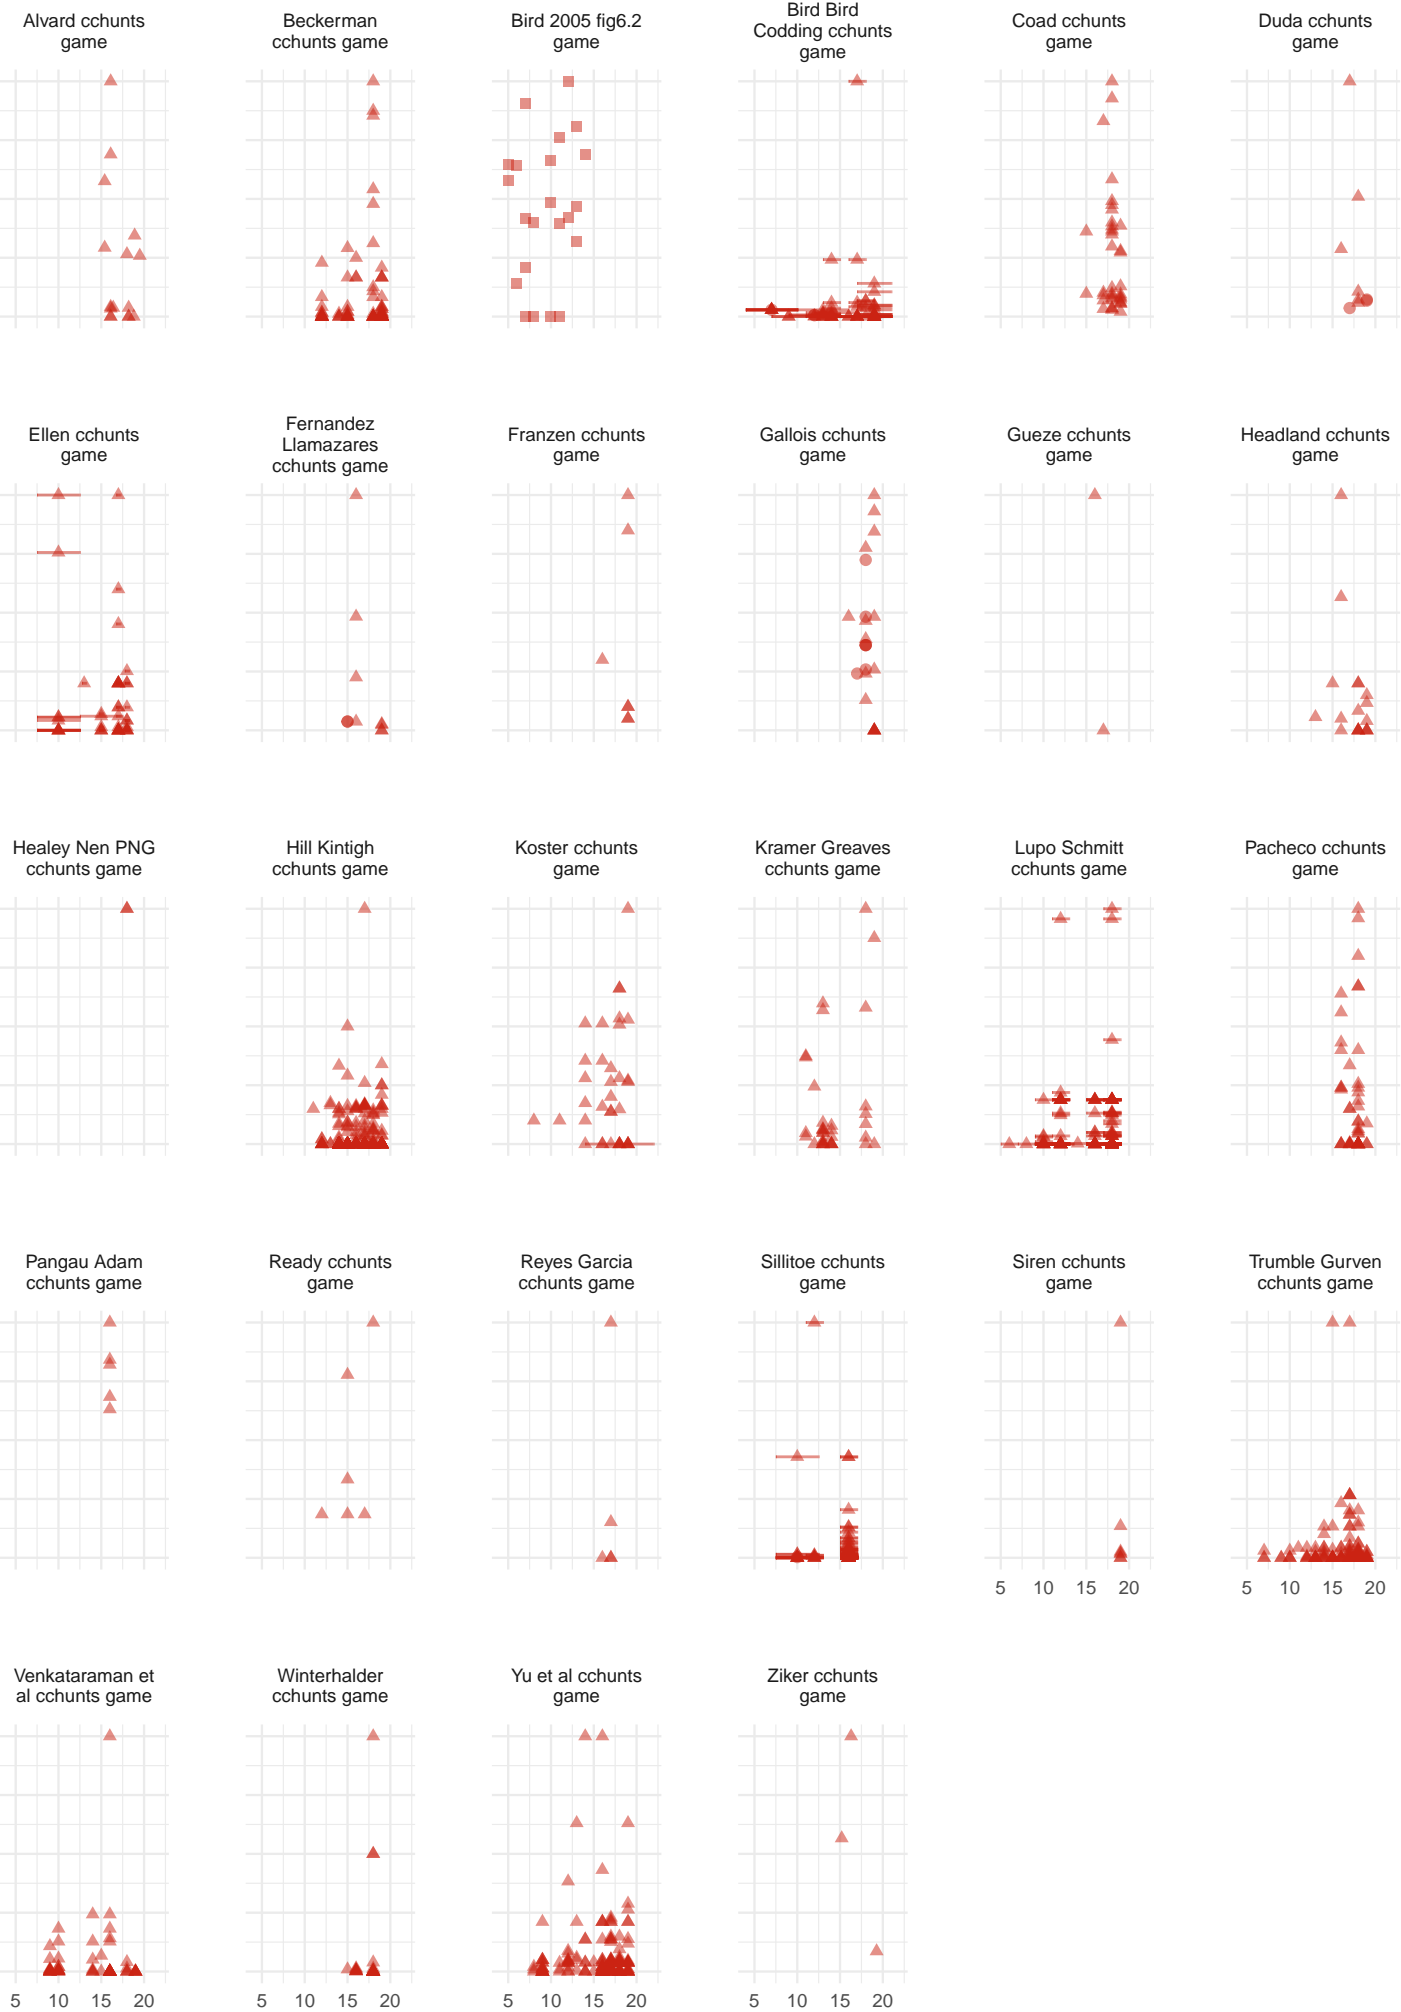 Alvard cchunts
game
Beckerman
cchunts game
Bird 2005 fig6.2
game
Bird Bird
Codding cchunts
game
Coad cchunts
game
Duda cchunts
game
Ellen cchunts
game
Fernandez
Llamazares
cchunts game
Franzen cchunts
game
Gallois cchunts
game
Gueze cchunts
game
Headland cchunts
game
Healey Nen PNG
cchunts game
Hill Kintigh
cchunts game
Koster cchunts
game
Kramer Greaves
cchunts game
Lupo Schmitt
cchunts game
Pacheco cchunts
game
Pangau Adam
cchunts game
Ready cchunts
game
Reyes Garcia
cchunts game
Sillitoe cchunts
game
Siren cchunts
game
Trumble Gurven
cchunts game
5 10 15 20
5 10 15 20
Venkataraman et
al cchunts game
Winterhalder
cchunts game
Yu et al cchunts
game
Ziker cchunts
game
5 10 15 20
5 10 15 20
5 10 15 20
5 10 15 20